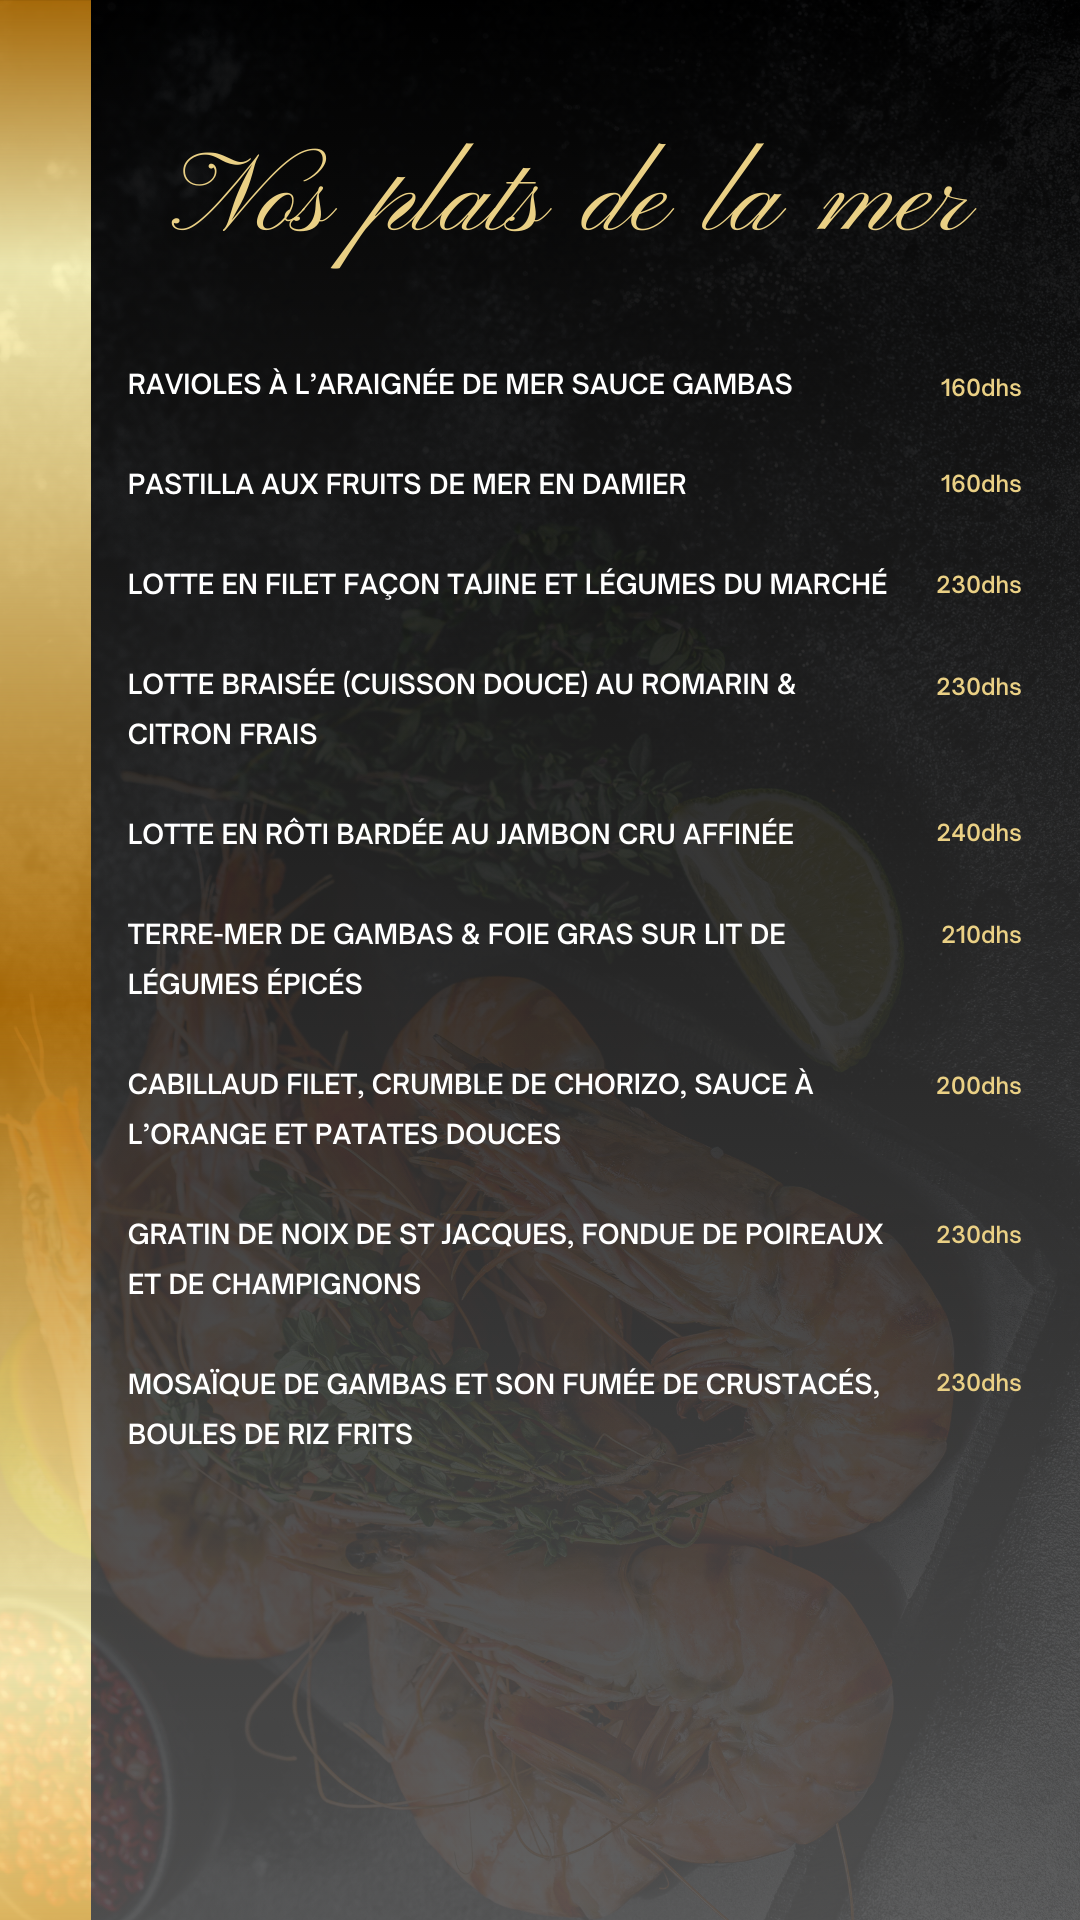 Nos plats de la mer
RAVIOLES À L’ARAIGNÉE DE MER SAUCE GAMBAS 160dhs
PASTILLA AUX FRUITS DE MER EN DAMIER 160dhs
LOTTE EN FILET FAÇON TAJINE ET LÉGUMES DU MARCHÉ 230dhs
LOTTE BRAISÉE (CUISSON DOUCE) AU ROMARIN & 230dhs
CITRON FRAIS
LOTTE EN RÔTI BARDÉE AU JAMBON CRU AFFINÉE 240dhs
TERRE-MER DE GAMBAS & FOIE GRAS SUR LIT DE 210dhs
LÉGUMES ÉPICÉS
CABILLAUD FILET, CRUMBLE DE CHORIZO, SAUCE À 200dhs
L’ORANGE ET PATATES DOUCES
GRATIN DE NOIX DE ST JACQUES, FONDUE DE POIREAUX 230dhs
ET DE CHAMPIGNONS
MOSAÏQUE DE GAMBAS ET SON FUMÉE DE CRUSTACÉS, 230dhs
BOULES DE RIZ FRITS